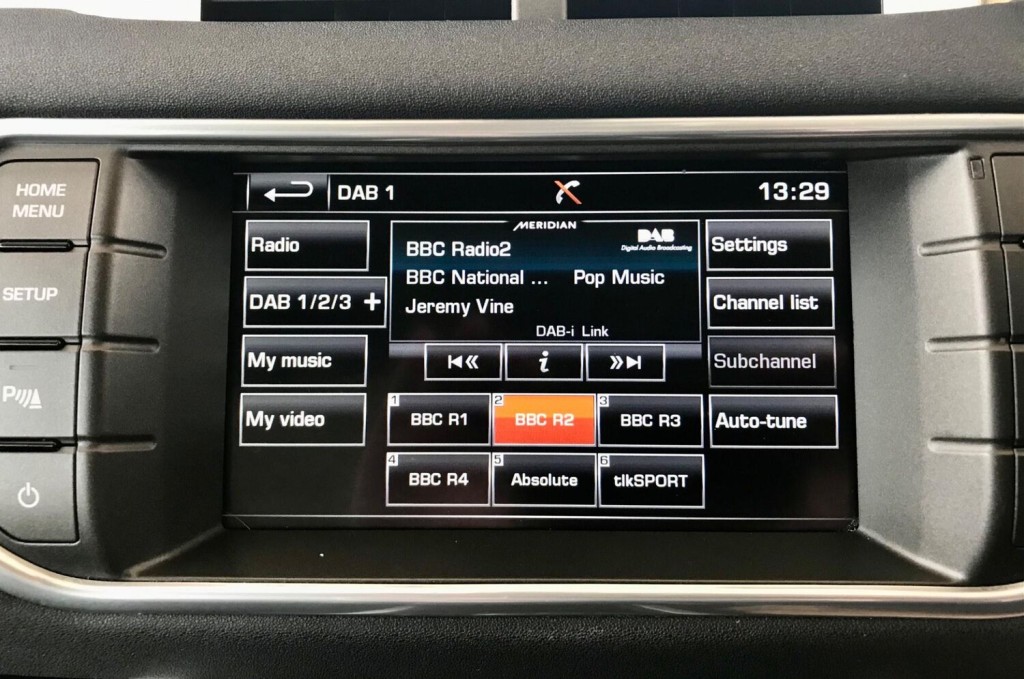 HOME
MENU
SETUP
P
DAB 1
13:29
Radio
DAB 1/2/3 +
My music
My video
MERIDIAN
DAB
Digital Audio Broadcasting
BBC Radio2
BBC National ... Pop Music
Jeremy Vine
DAB-i Link
i
Settings
Channel list
Subchannel
Auto-tune
1 BBC R1
2 BBC R2
3 BBC R3
4 BBC R4
5 Absolute
6 tlkSPORT